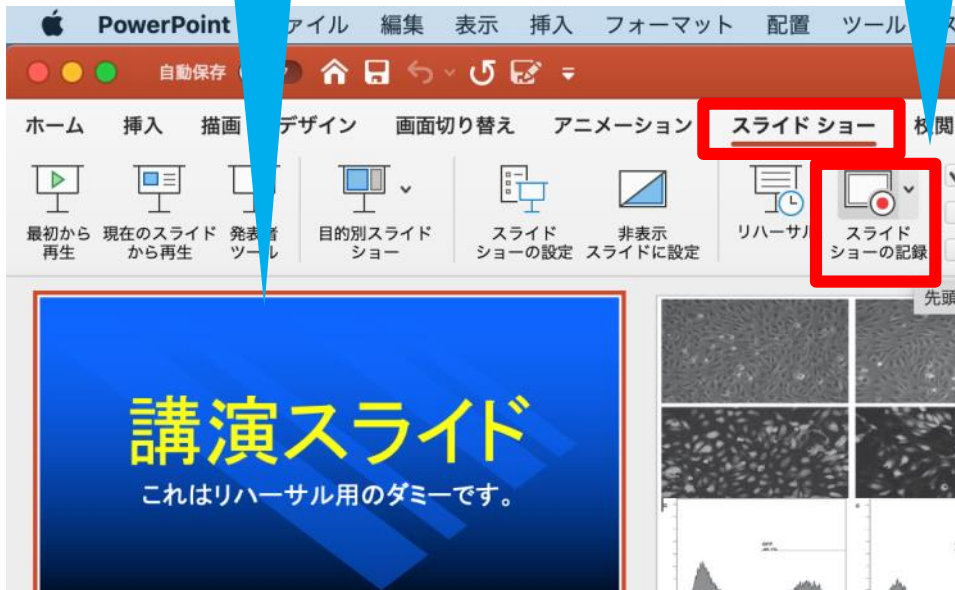 PowerPoint ァイル 編集 表示 挿入 フォーマット 配置 ツール
自動保存
ホーム 挿入 描画 デザイン 画面切り替え アニメーション スライド ショー 校閲
最初から 再生
現在のスライド から再生
発表者 ツール
目的別スライド ショー
スライド ショーの設定
非表示 スライドに設定
リハーサル
スライド ショーの記録
先頭
講演スライド
これはリハーサル用のダミーです。